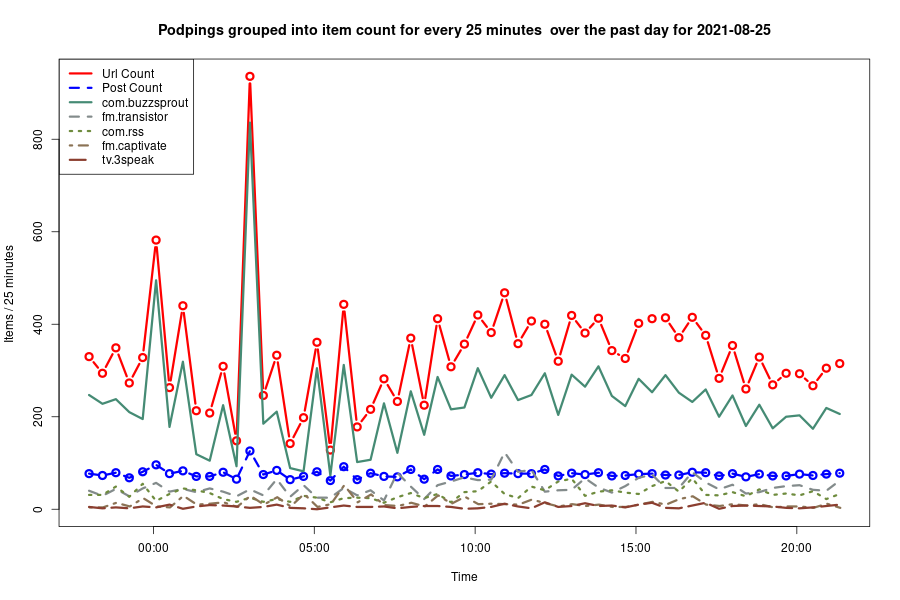 Podpings grouped into item count for every 25 minutes  over the past day for 2021-08-25
Url Count
Post Count
com.buzzsprout
fm.transistor
com.rss
fm.captivate
tv.3speak
Items / 25 minutes
800
600
400
200
0
00:00
05:00
10:00
15:00
20:00
Time